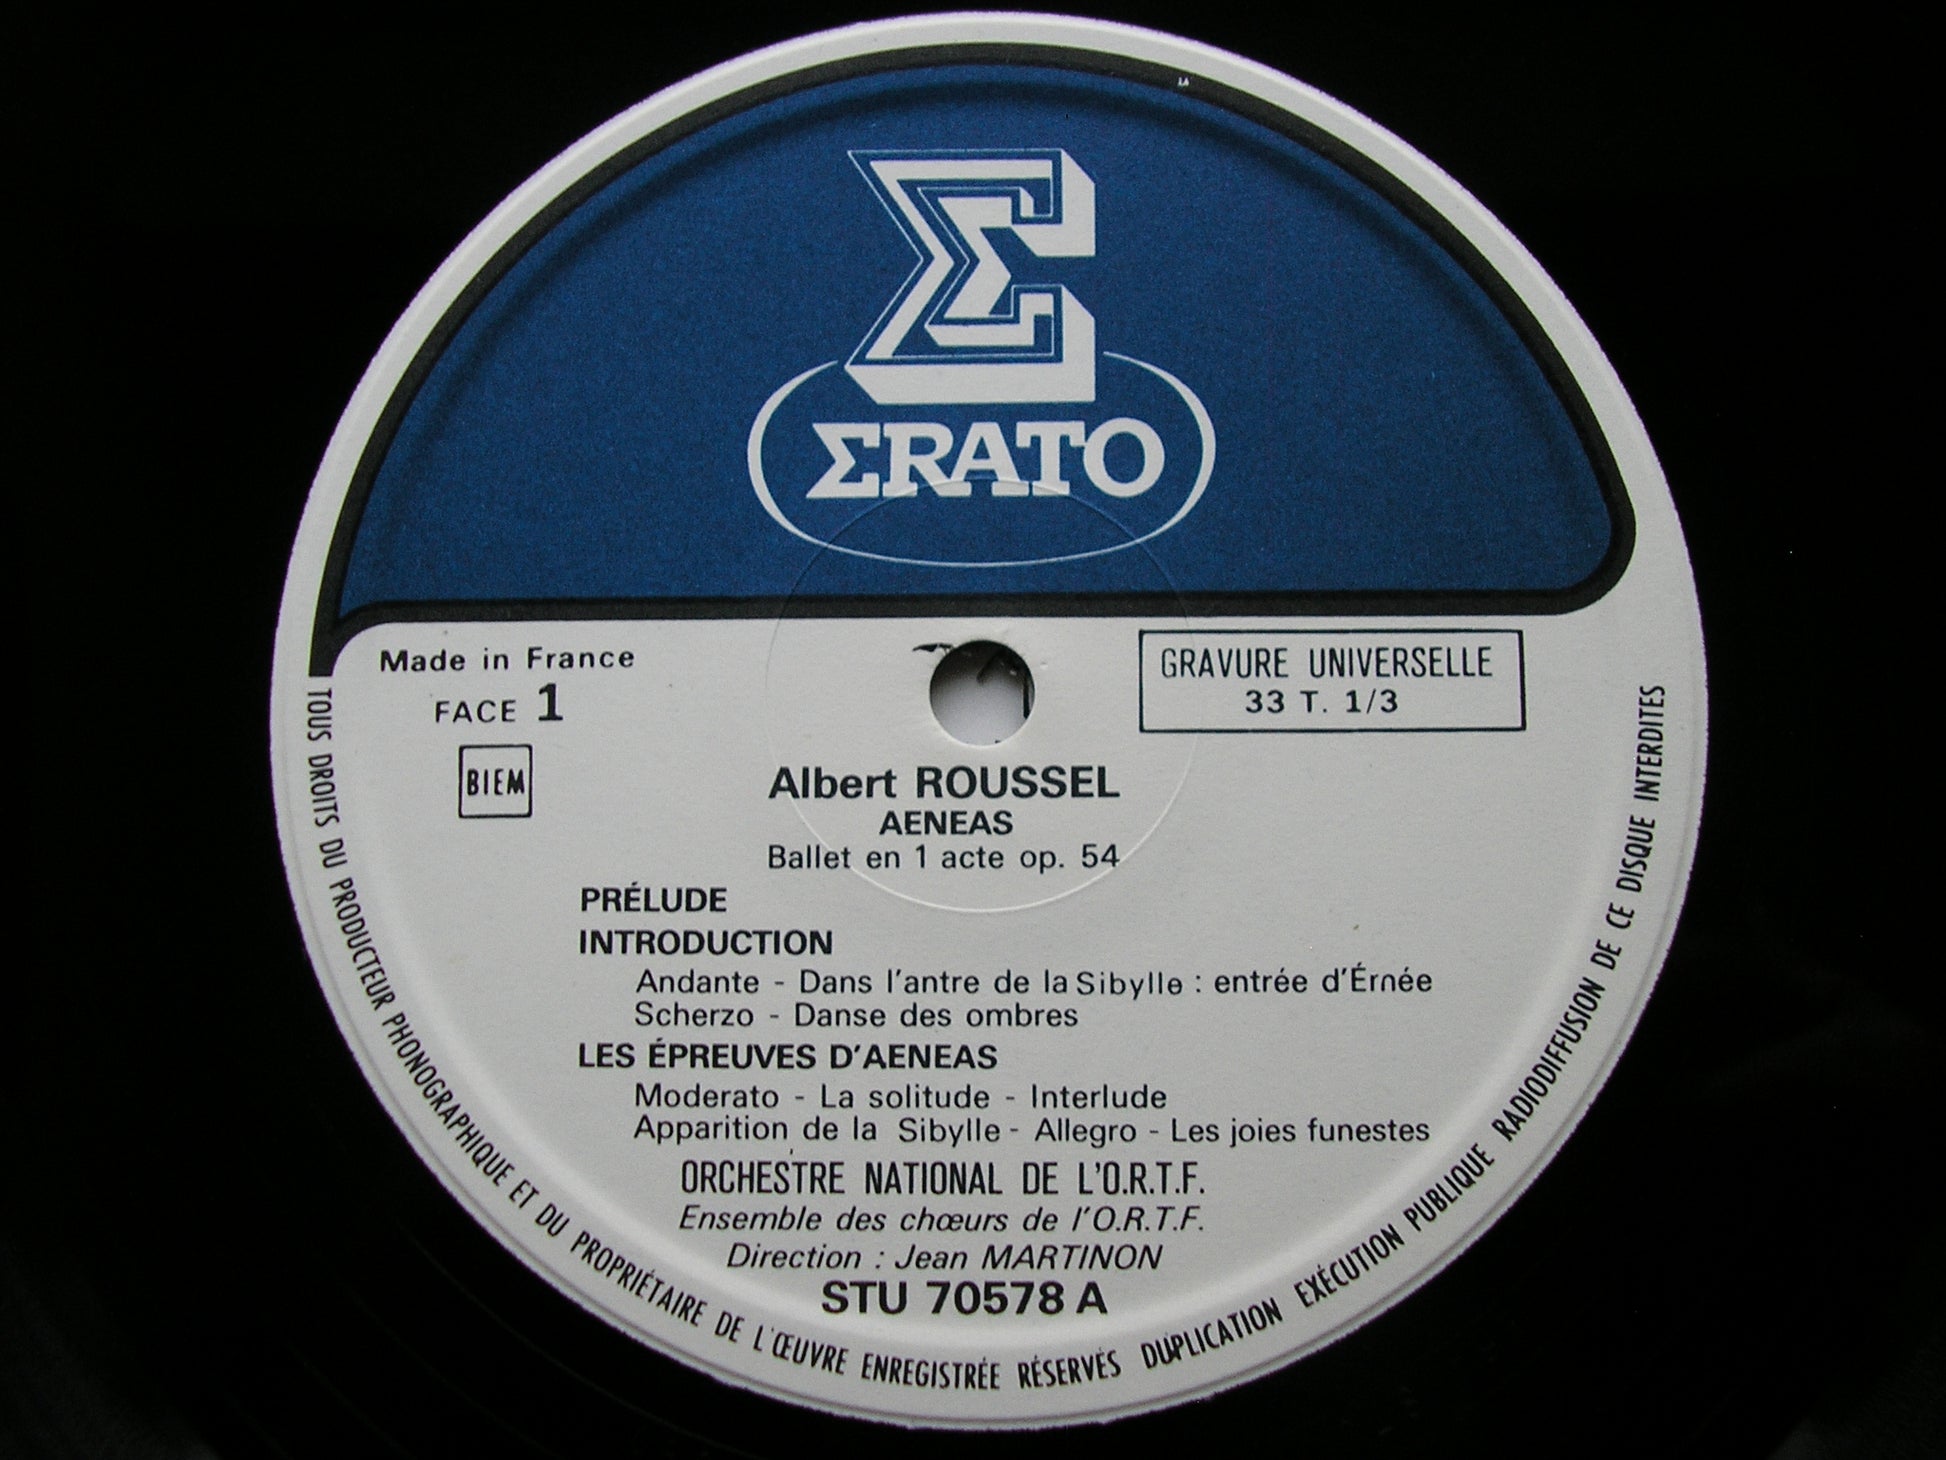 LA
Σ
ΣRATO
Made in France
FACE 1
BIEM
GRAVURE UNIVERSELLE
33 T. 1/3
Albert ROUSSEL
AENEAS
Ballet en 1 acte op. 54
PRÉLUDE
INTRODUCTION
Andante - Dans l'antre de la Sibylle : entrée d'Érnée
Scherzo - Danse des ombres
LES ÉPREUVES D'AENEAS
Moderato - La solitude - Interlude
Apparition de la Sibylle - Allegro - Les joies funestes
ORCHESTRE NATIONAL DE L'O.R.T.F.
Ensemble des chœurs de l'O.R.T.F.
Direction : Jean MARTINON
STU 70578 A
TOUS DROITS DU PRODUCTEUR PHONOGRAPHIQUE ET DU PROPRIÉTAIRE DE L'ŒUVRE ENREGISTRÉE RÉSERVÉS DUPLICATION EXÉCUTION PUBLIQUE RADIODIFFUSION DE CE DISQUE INTERDITES